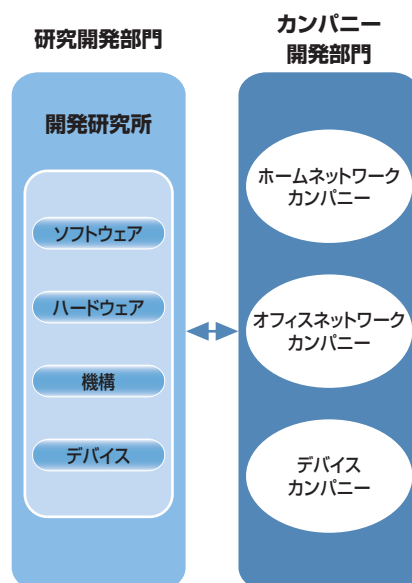 研究開発部門
開発研究所
ソフトウェア
ハードウェア
機構
デバイス
カンパニー
開発部門
ホームネットワーク
カンパニー
オフィスネットワーク
カンパニー
デバイス
カンパニー